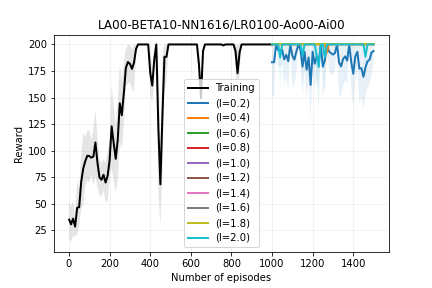 LA00-BETA10-NN1616/LR0100-Ao00-Ai00
200
175
150
125
100
75
50
25
Reward
Training
(l=0.2)
(l=0.4)
(l=0.6)
(l=0.8)
(l=1.0)
(l=1.2)
(l=1.4)
(l=1.6)
(l=1.8)
(l=2.0)
0 200 400 600 800 1000 1200 1400
Number of episodes